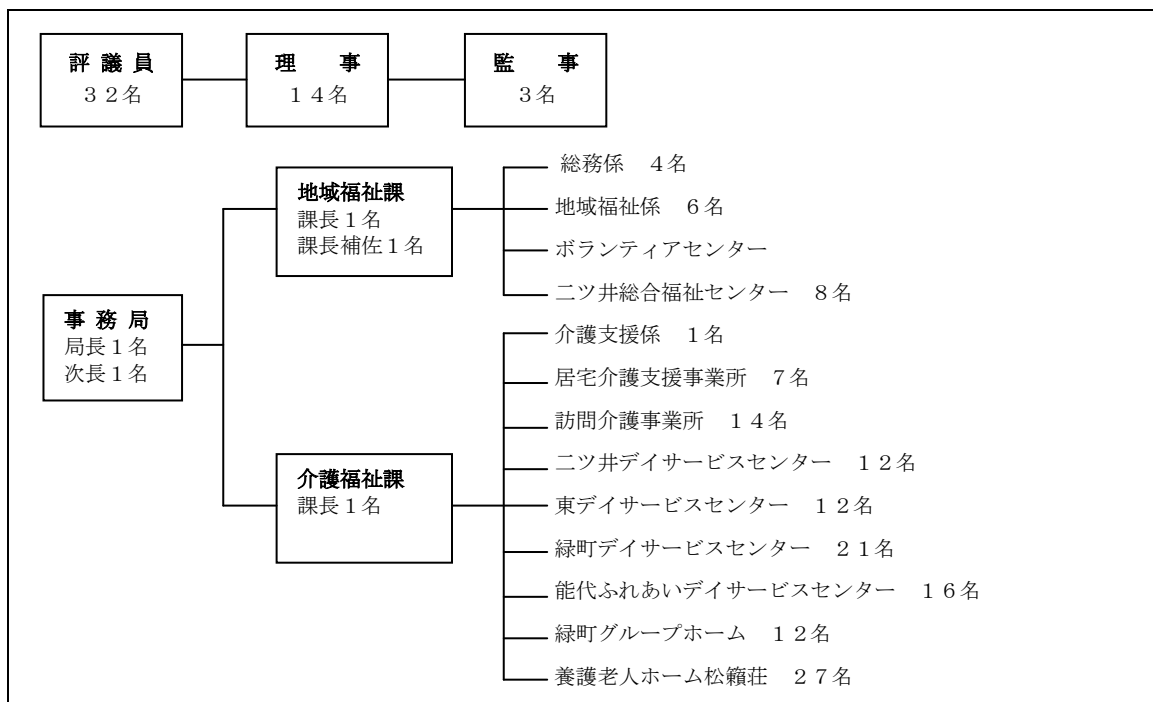 評 議 員
３２名
理　　事
１４名
監　　事
３名
事 務 局
局長１名
次長１名
地域福祉課
課長１名
課長補佐１名
総務係　４名
地域福祉係　６名
ボランティアセンター
二ツ井総合福祉センター　８名
介護福祉課
課長１名
介護支援係　１名
居宅介護支援事業所　７名
訪問介護事業所　１４名
二ツ井デイサービスセンター　１２名
東デイサービスセンター　１２名
緑町デイサービスセンター　２１名
能代ふれあいデイサービスセンター　１６名
緑町グループホーム　１２名
養護老人ホーム松籟荘　２７名